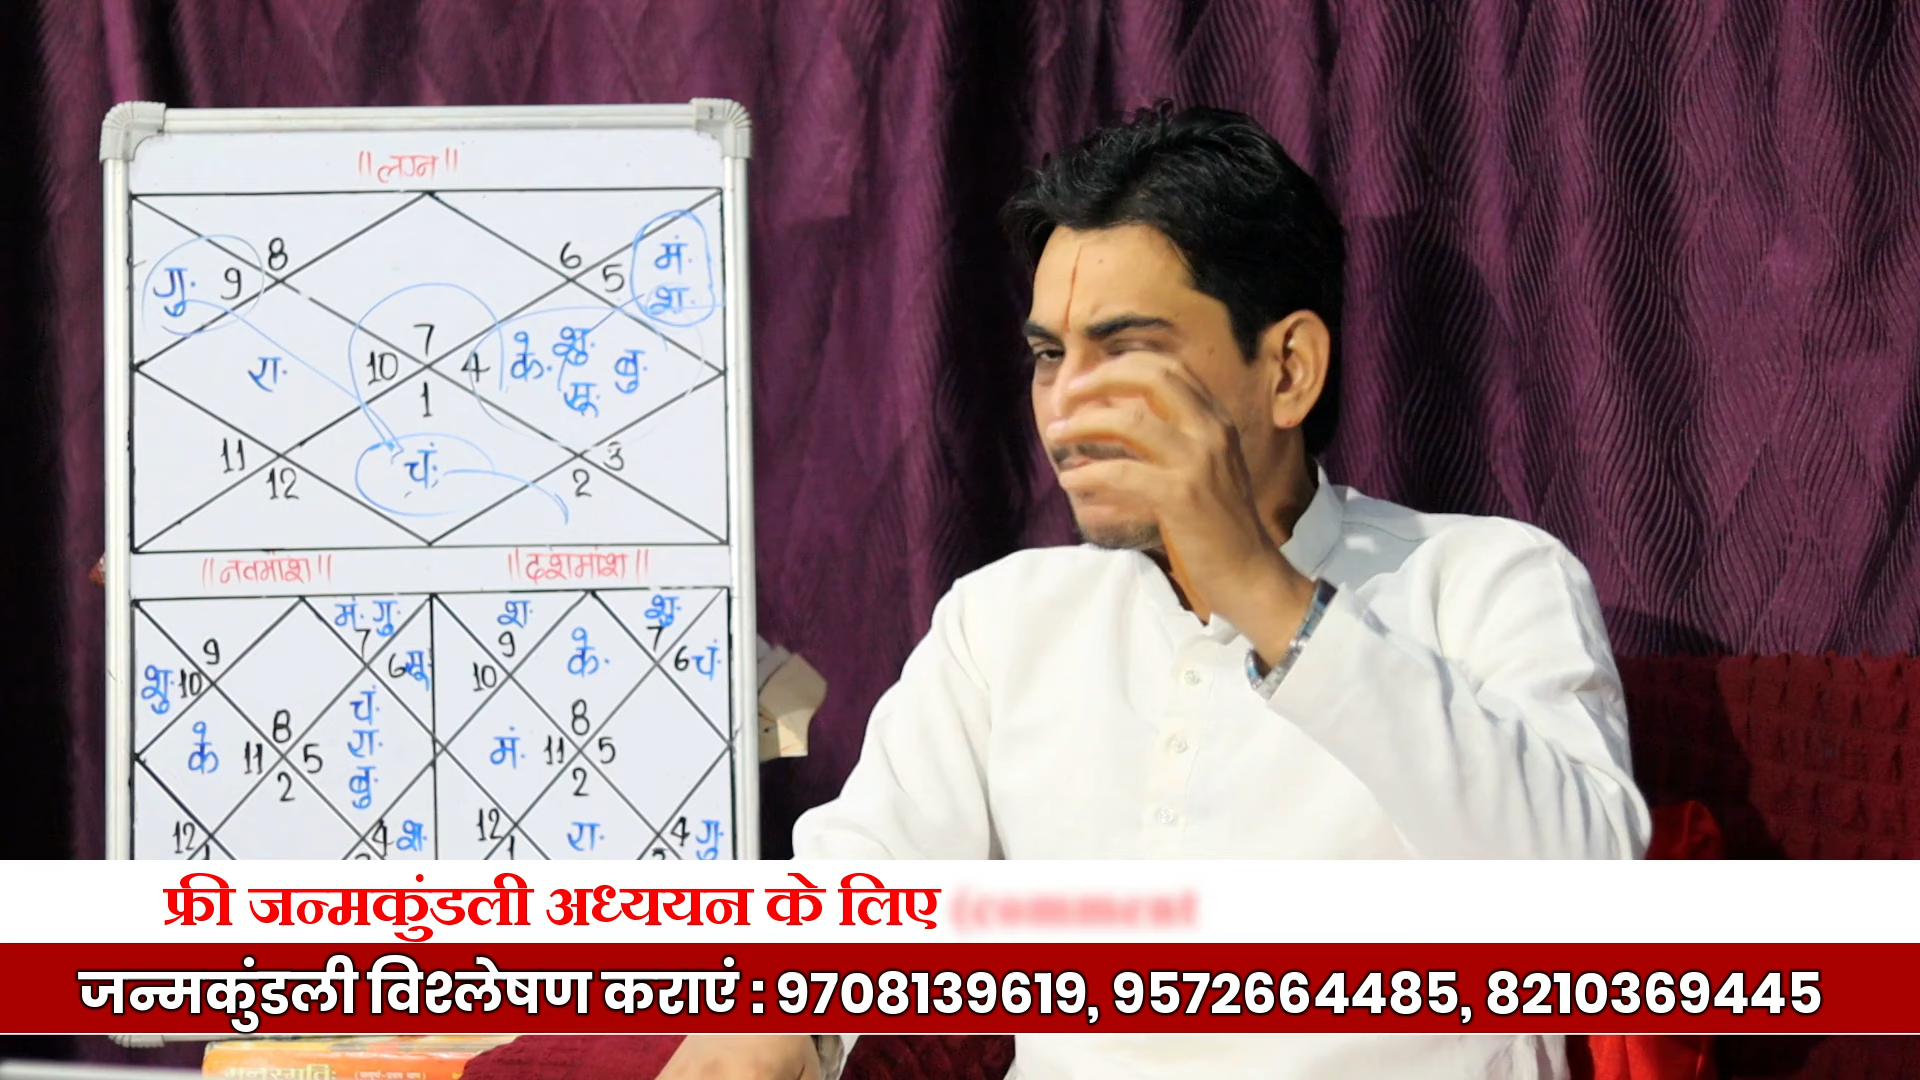 ॥लग्न॥
गु. 9 8
6 5 मं.
श.
रा. 10 7 4 के. शु. बु.
सू.
1
11 12 चं. 2 3
॥नवमांश॥ ॥दशमांश॥
मं. गु. श. शु.
9 7 9 के. 7
शु. 10 6 सू. 10 6 चं.
चं.
के 11 8 5 रा. मं. 11 8 5
2 बु. 2
12 4 श. 12 रा. 4 गु.
फ्री जन्मकुंडली अध्ययन के लिए (comment
जन्मकुंडली विश्लेषण कराएं : 9708139619, 9572664485, 8210369445
मनुस्मृतिः